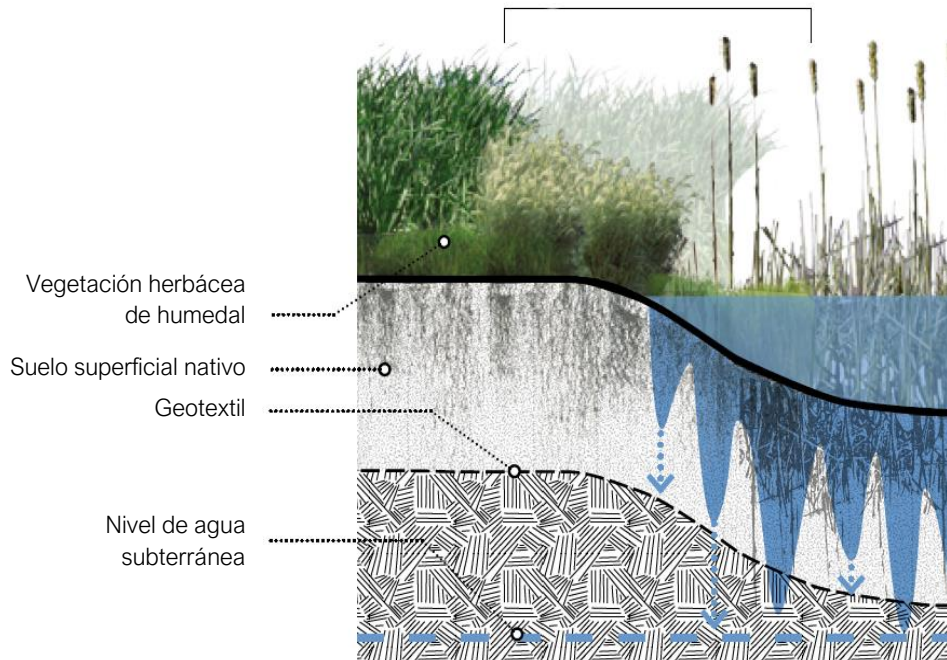 Vegetación herbácea
de humedal
Suelo superficial nativo
Geotextil
Nivel de agua
subterránea